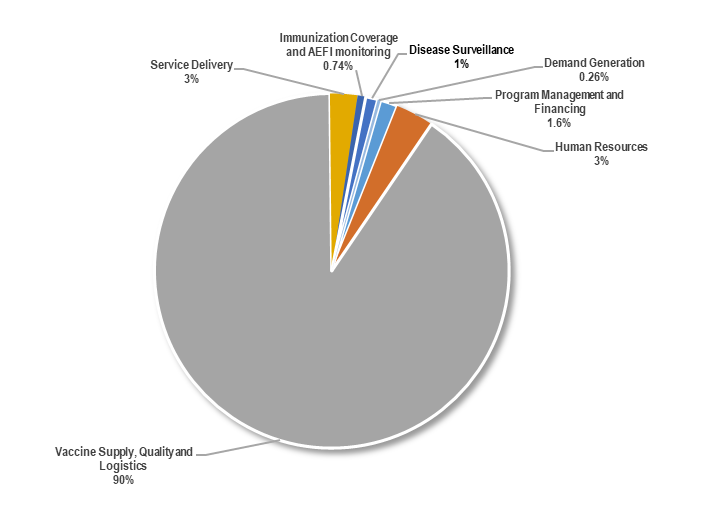 Immunization Coverage
and AEFI monitoring
0.74%
Disease Surveillance
1%
Service Delivery
3%
Demand Generation
0.26%
Program Management and
Financing
1.6%
Human Resources
3%
Vaccine Supply, Quality and
Logistics
90%